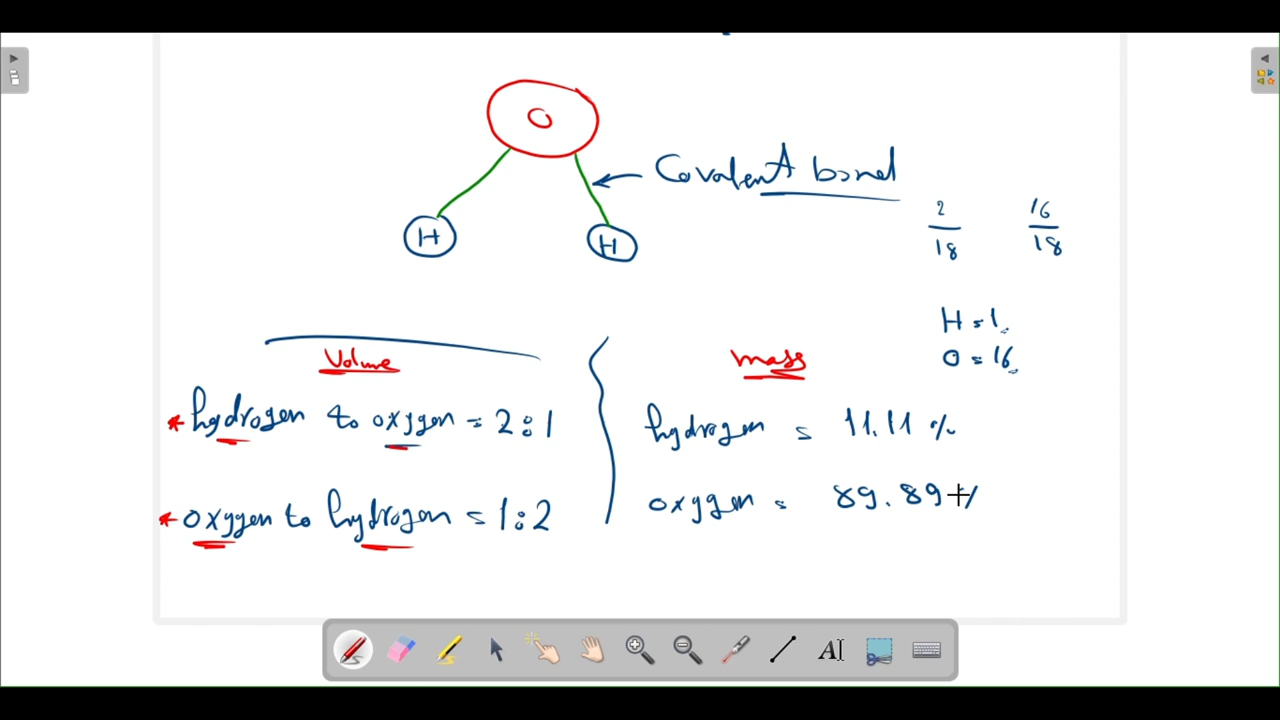 O
Covalent bond
H
H
2/18 16/18
H = 1
O = 16
Volume
mass
* hydrogen to oxygen = 2:1
hydrogen = 11.11 %
* oxygen to hydrogen = 1:2
oxygen = 89.89 %
AI